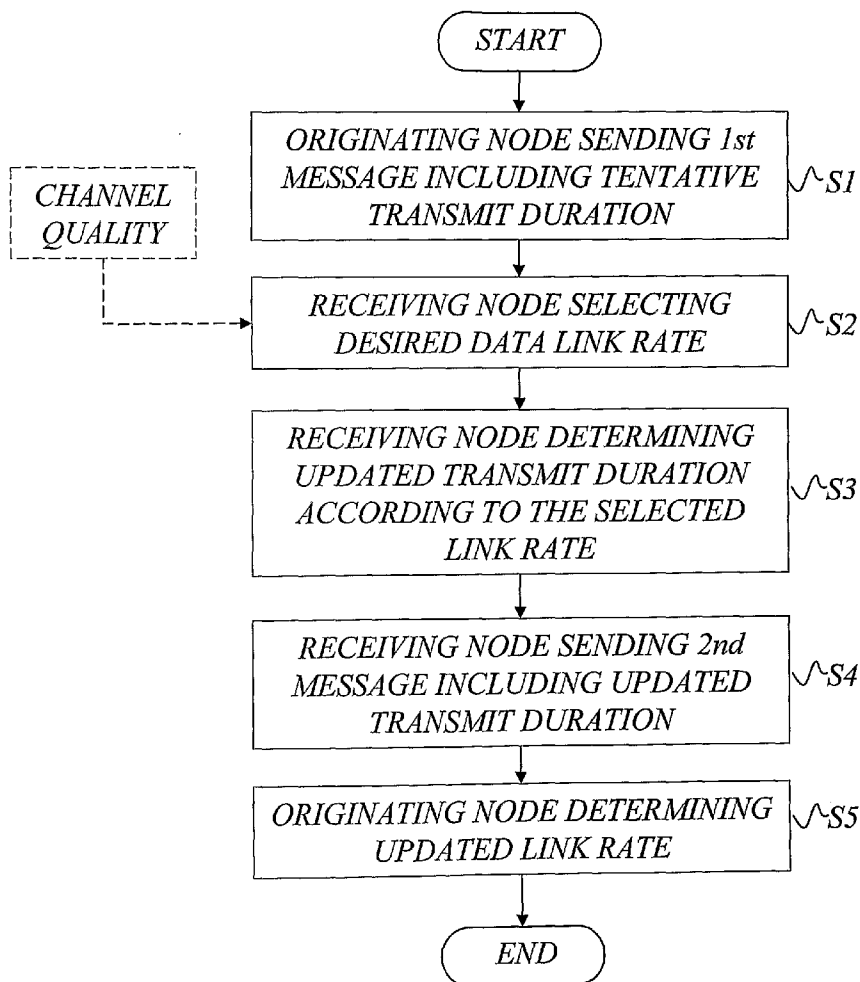 START
ORIGINATING NODE SENDING 1st
MESSAGE INCLUDING TENTATIVE
TRANSMIT DURATION
S1
CHANNEL
QUALITY
RECEIVING NODE SELECTING
DESIRED DATA LINK RATE
S2
RECEIVING NODE DETERMINING
UPDATED TRANSMIT DURATION
ACCORDING TO THE SELECTED
LINK RATE
S3
RECEIVING NODE SENDING 2nd
MESSAGE INCLUDING UPDATED
TRANSMIT DURATION
S4
ORIGINATING NODE DETERMINING
UPDATED LINK RATE
S5
END